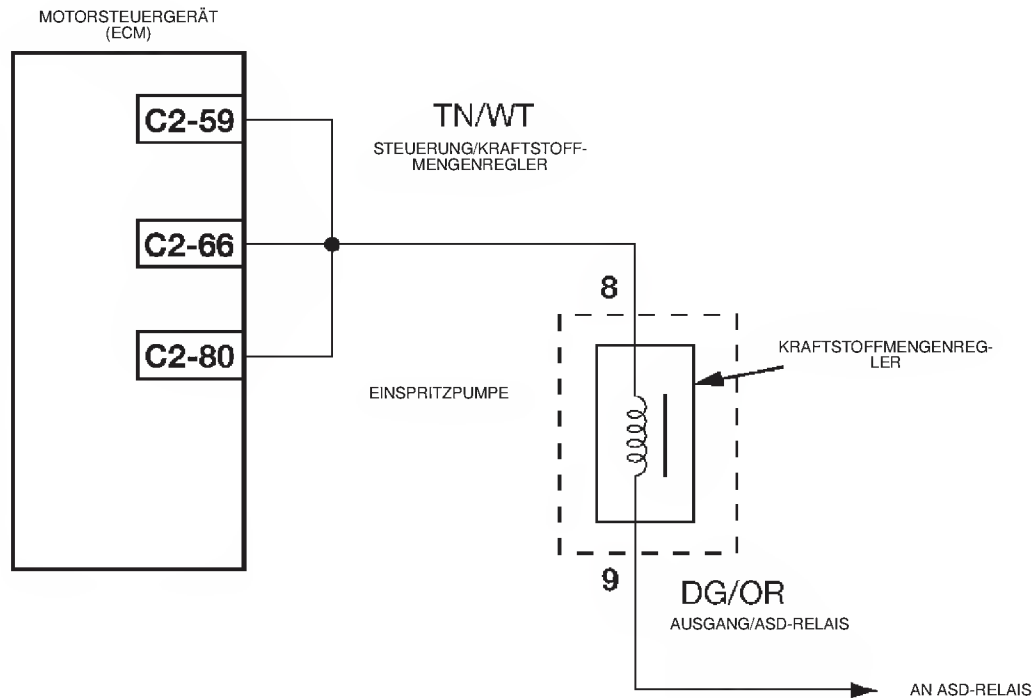 MOTORSTEUERGERÄT
(ECM)
C2-59
TN/WT
STEUERUNG/KRAFTSTOFF-
MENGENREGLER
C2-66
8
C2-80
KRAFTSTOFFMENGENREG-
LER
EINSPRITZPUMPE
9
DG/OR
AUSGANG/ASD-RELAIS
AN ASD-RELAIS